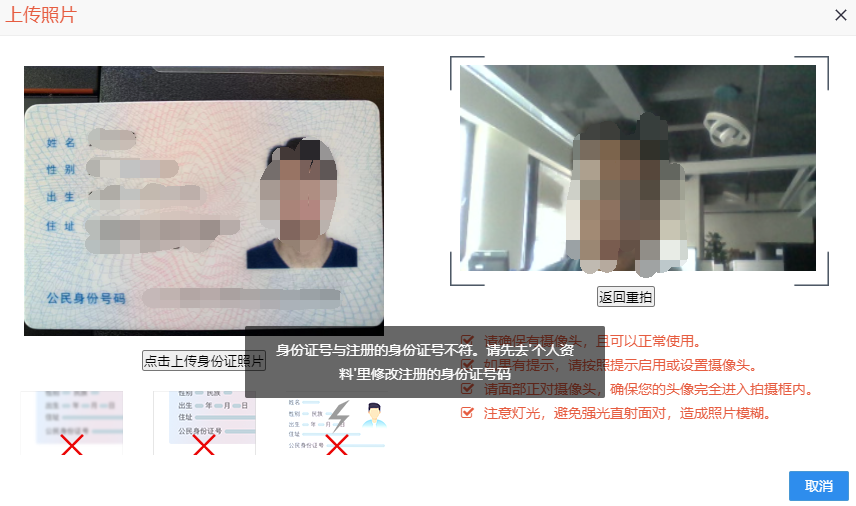 上传照片
姓 名
性 别
出 生
住 址
公民身份号码
点击上传身份证照片
返回重拍
身份证号与注册的身份证号不符。请先去'个人资
料'里修改注册的身份证号码
请确保有摄像头，且可以正常使用。
如果有提示，请按照提示启用或设置摄像头。
请面部正对摄像头，确保您的头像完全进入拍摄框内。
注意灯光，避免强光直射面对，造成照片模糊。
性别 民族
出生 年 月 日
住址
公民身份证号
性别 民族
出生 年 月 日
住址
公民身份证号
姓名
性别 民族
出生 年 月 日
住址
公民身份证号
取消